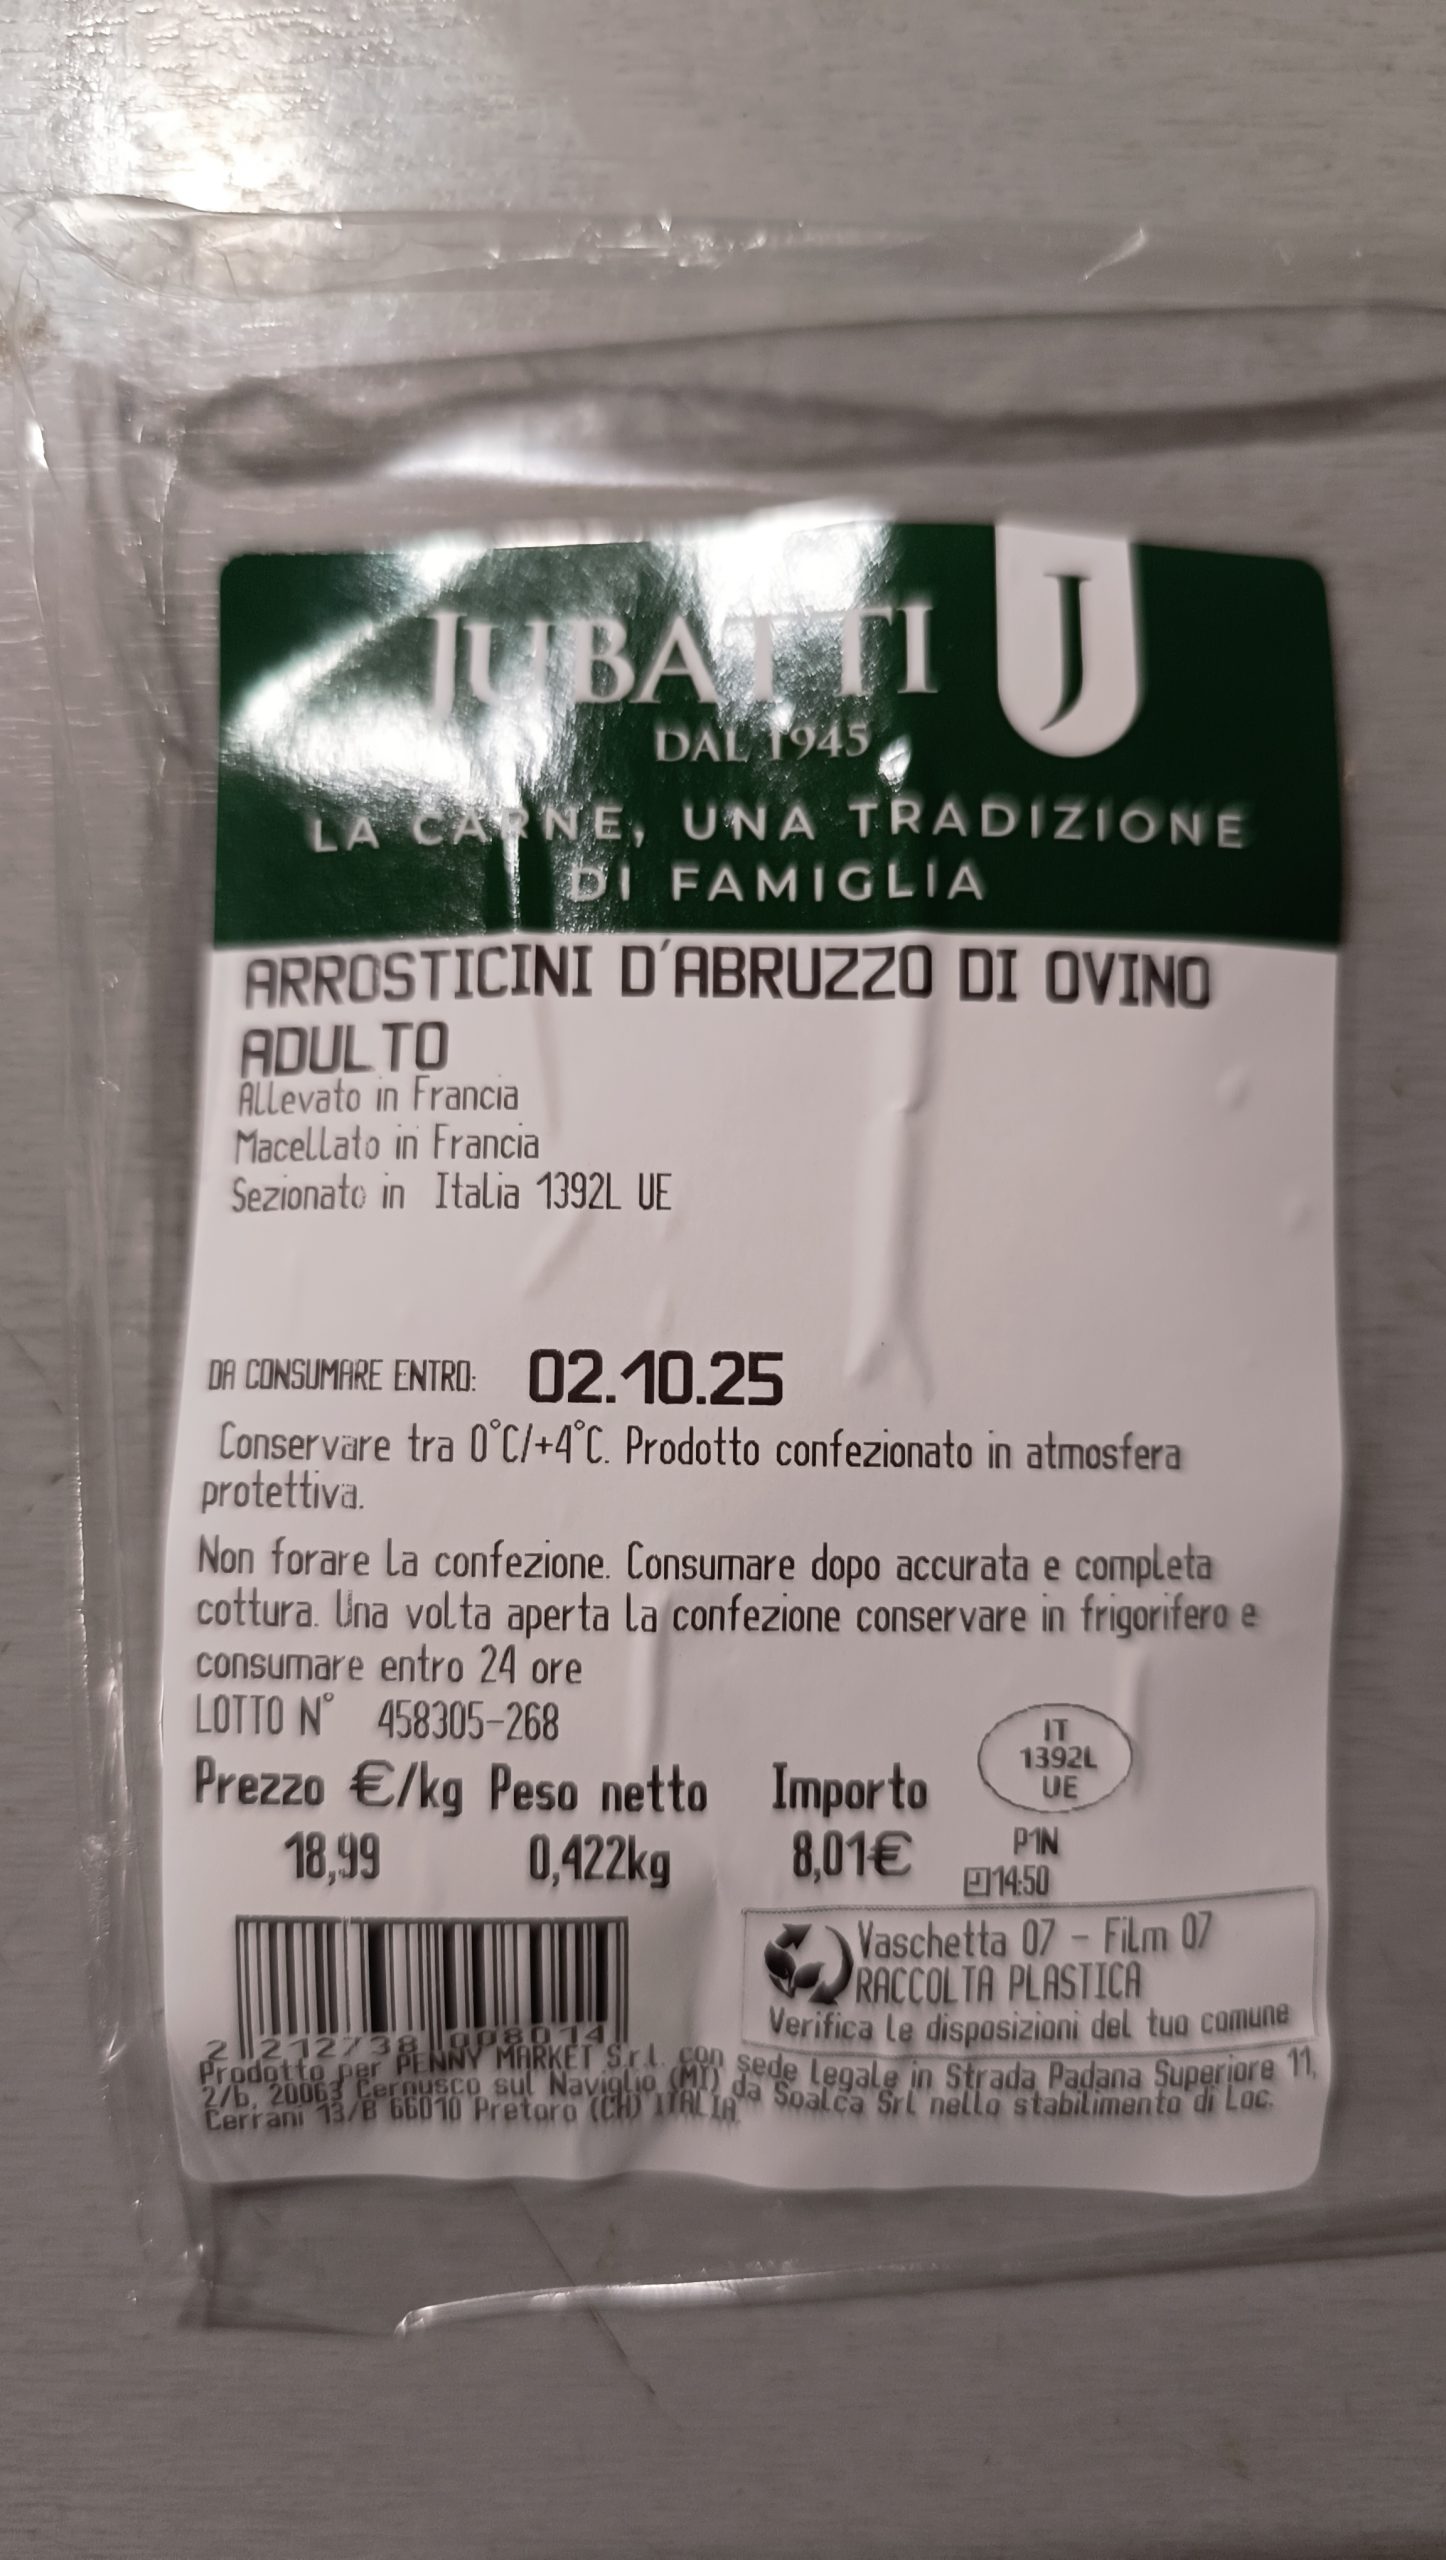 JUBATTI
J
DAL 1945
LA CARNE, UNA TRADIZIONE
DI FAMIGLIA
ARROSTICINI D'ABRUZZO DI OVINO
ADULTO
Allevato in Francia
Macellato in Francia
Sezionato in Italia 1392L UE
DA CONSUMARE ENTRO: 02.10.25
Conservare tra 0°C/+4°C. Prodotto confezionato in atmosfera
protettiva.
Non forare la confezione. Consumare dopo accurata e completa
cottura. Una volta aperta la confezione conservare in frigorifero e
consumare entro 24 ore
LOTTO N° 458305-268
IT
1392L
UE
Prezzo €/kg Peso netto Importo
18,99 0,422kg 8,01€
P1N
14:50
Vaschetta 07 - Film 07
RACCOLTA PLASTICA
Verifica le disposizioni del tuo comune
2 212738 008014
Prodotto per PENNY MARKET S.r.l. con sede legale in Strada Padana Superiore 11,
2/b, 20063 Cernusco sul Naviglio (MI) da Soalca Srl nello stabilimento di Loc.
Cerrani 13/B 66010 Pretoro (CH) ITALIA